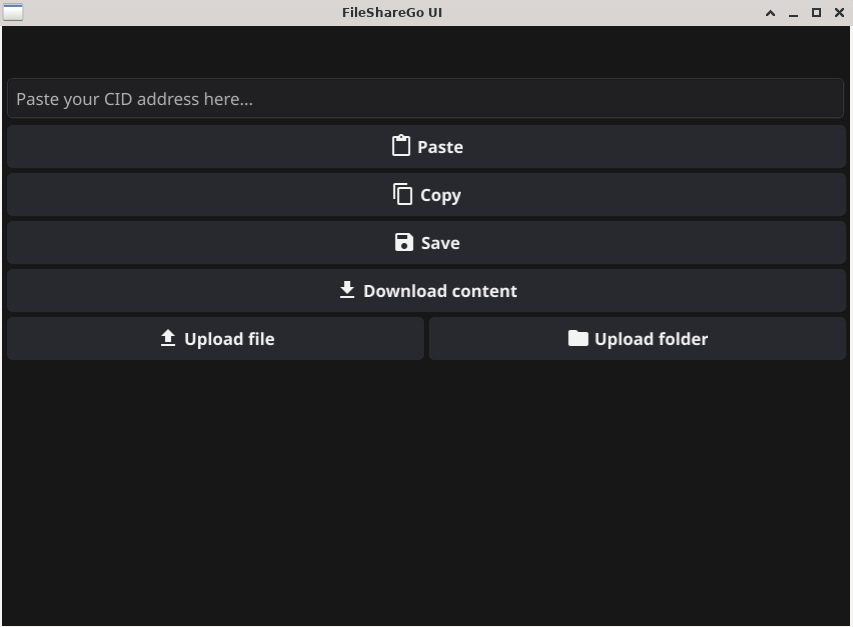 FileShareGo UI
Paste your CID address here...
Paste
Copy
Save
Download content
Upload file
Upload folder